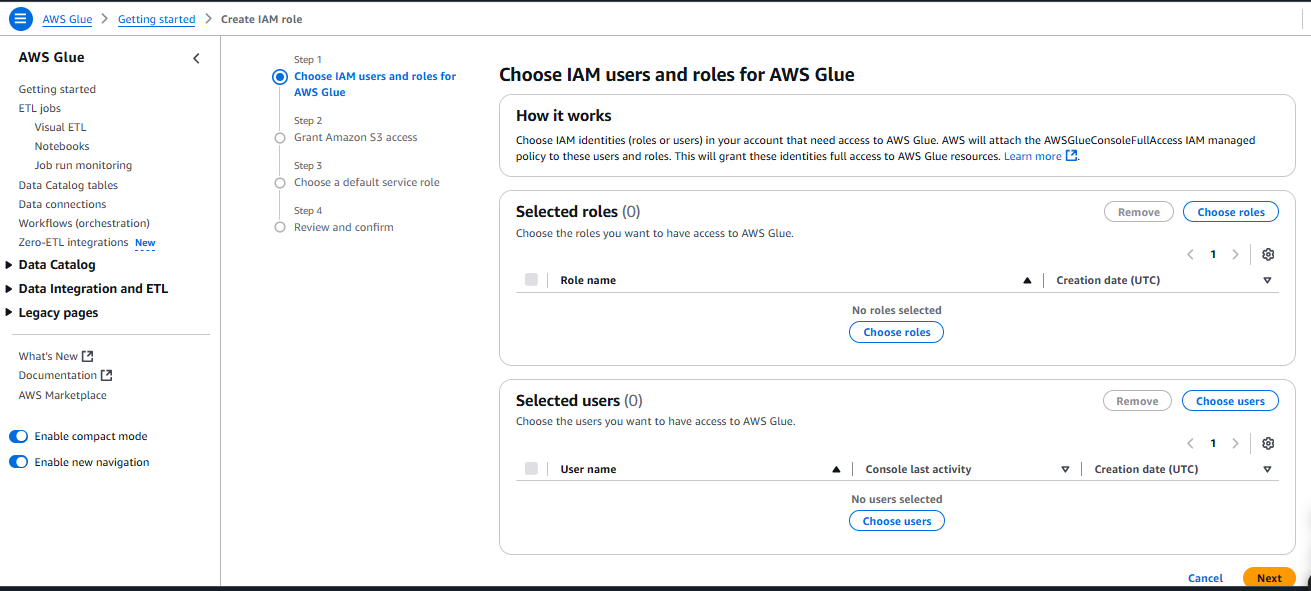 AWS Glue > Getting started > Create IAM role
AWS Glue
Getting started
ETL jobs
Visual ETL
Notebooks
Job run monitoring
Data Catalog tables
Data connections
Workflows (orchestration)
Zero-ETL integrations New
Data Catalog
Data Integration and ETL
Legacy pages
What's New
Documentation
AWS Marketplace
Enable compact mode
Enable new navigation
Step 1
Choose IAM users and roles for
AWS Glue
Step 2
Grant Amazon S3 access
Step 3
Choose a default service role
Step 4
Review and confirm
Choose IAM users and roles for AWS Glue
How it works
Choose IAM identities (roles or users) in your account that need access to AWS Glue. AWS will attach the AWSGlueConsoleFullAccess IAM managed
policy to these users and roles. This will grant these identities full access to AWS Glue resources. Learn more.
Selected roles (0)
Remove
Choose roles
Choose the roles you want to have access to AWS Glue.
1
Role name
Creation date (UTC)
No roles selected
Choose roles
Selected users (0)
Remove
Choose users
Choose the users you want to have access to AWS Glue.
1
User name
Console last activity
Creation date (UTC)
No users selected
Choose users
Cancel
Next